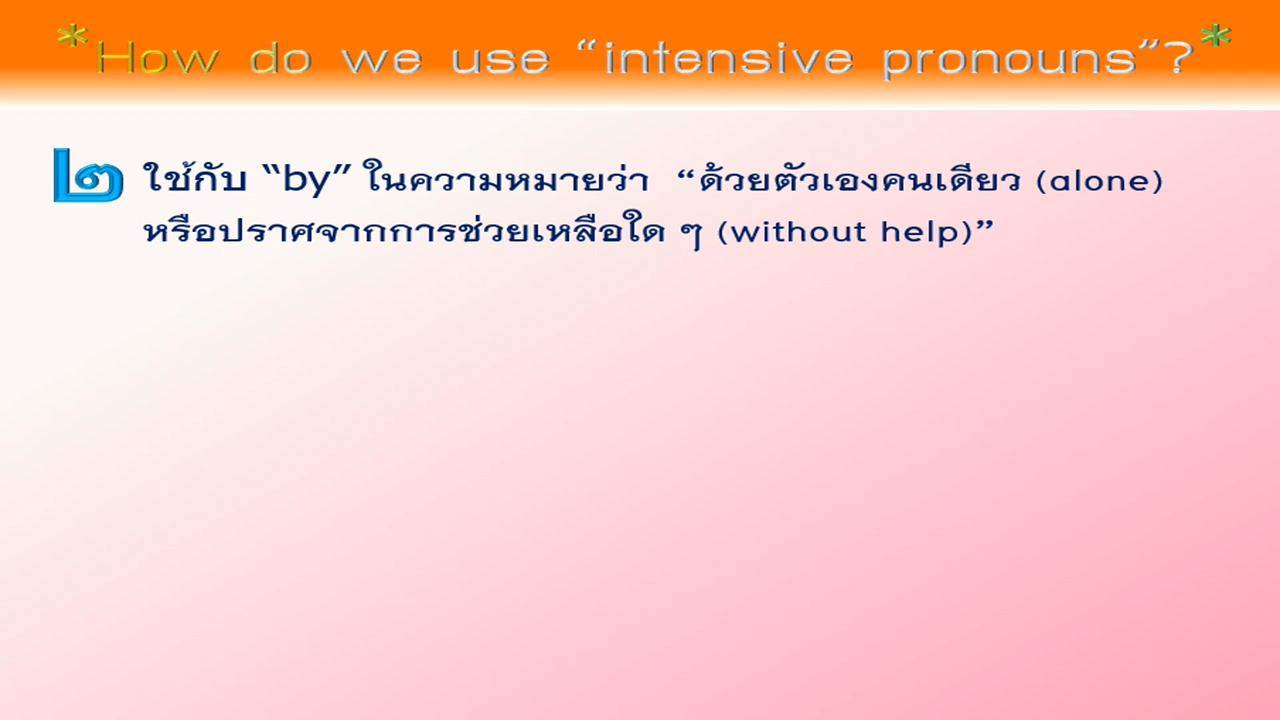 *How do we use “intensive pronouns”?*
๒ ใช้กับ “by” ในความหมายว่า “ด้วยตัวเองคนเดียว (alone)
หรือปราศจากการช่วยเหลือใด ๆ (without help)”